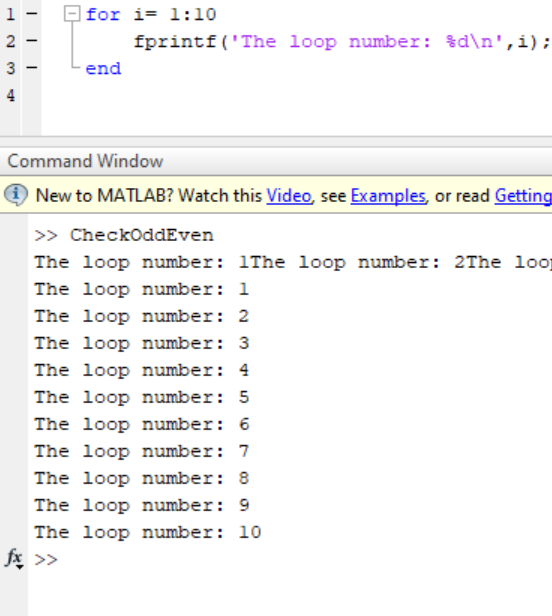 1 - for i= 1:10
2 - fprintf('The loop number: %d\n',i);
3 - end
4
Command Window
New to MATLAB? Watch this Video, see Examples, or read Getting
>> CheckOddEven
The loop number: 1The loop number: 2The loop
The loop number: 1
The loop number: 2
The loop number: 3
The loop number: 4
The loop number: 5
The loop number: 6
The loop number: 7
The loop number: 8
The loop number: 9
The loop number: 10
fx >>